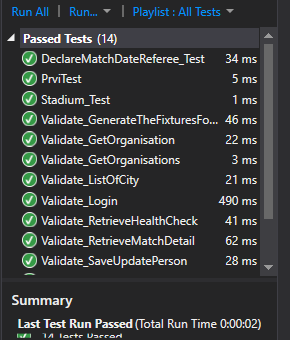 Run All | Run... | Playlist : All Tests
Passed Tests (14)
DeclareMatchDateReferee_Test 34 ms
PrviTest 5 ms
Stadium_Test 1 ms
Validate_GenerateTheFixturesFo... 46 ms
Validate_GetOrganisation 22 ms
Validate_GetOrganisations 3 ms
Validate_ListOfCity 21 ms
Validate_Login 490 ms
Validate_RetrieveHealthCheck 41 ms
Validate_RetrieveMatchDetail 62 ms
Validate_SaveUpdatePerson 28 ms
Summary
Last Test Run Passed (Total Run Time 0:00:02)
14 Tests Passed